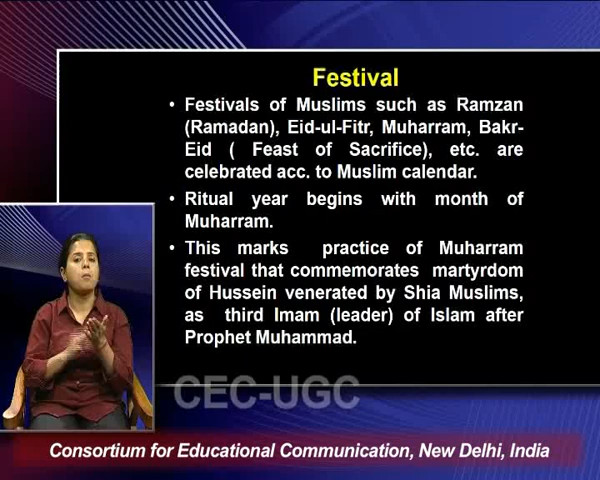 Festival
• Festivals of Muslims such as Ramzan
(Ramadan), Eid-ul-Fitr, Muharram, Bakr-
Eid ( Feast of Sacrifice), etc. are
celebrated acc. to Muslim calendar.
• Ritual year begins with month of
Muharram.
• This marks practice of Muharram
festival that commemorates martyrdom
of Hussein venerated by Shia Muslims,
as third Imam (leader) of Islam after
Prophet Muhammad.
CEC-UGC
Consortium for Educational Communication, New Delhi, India